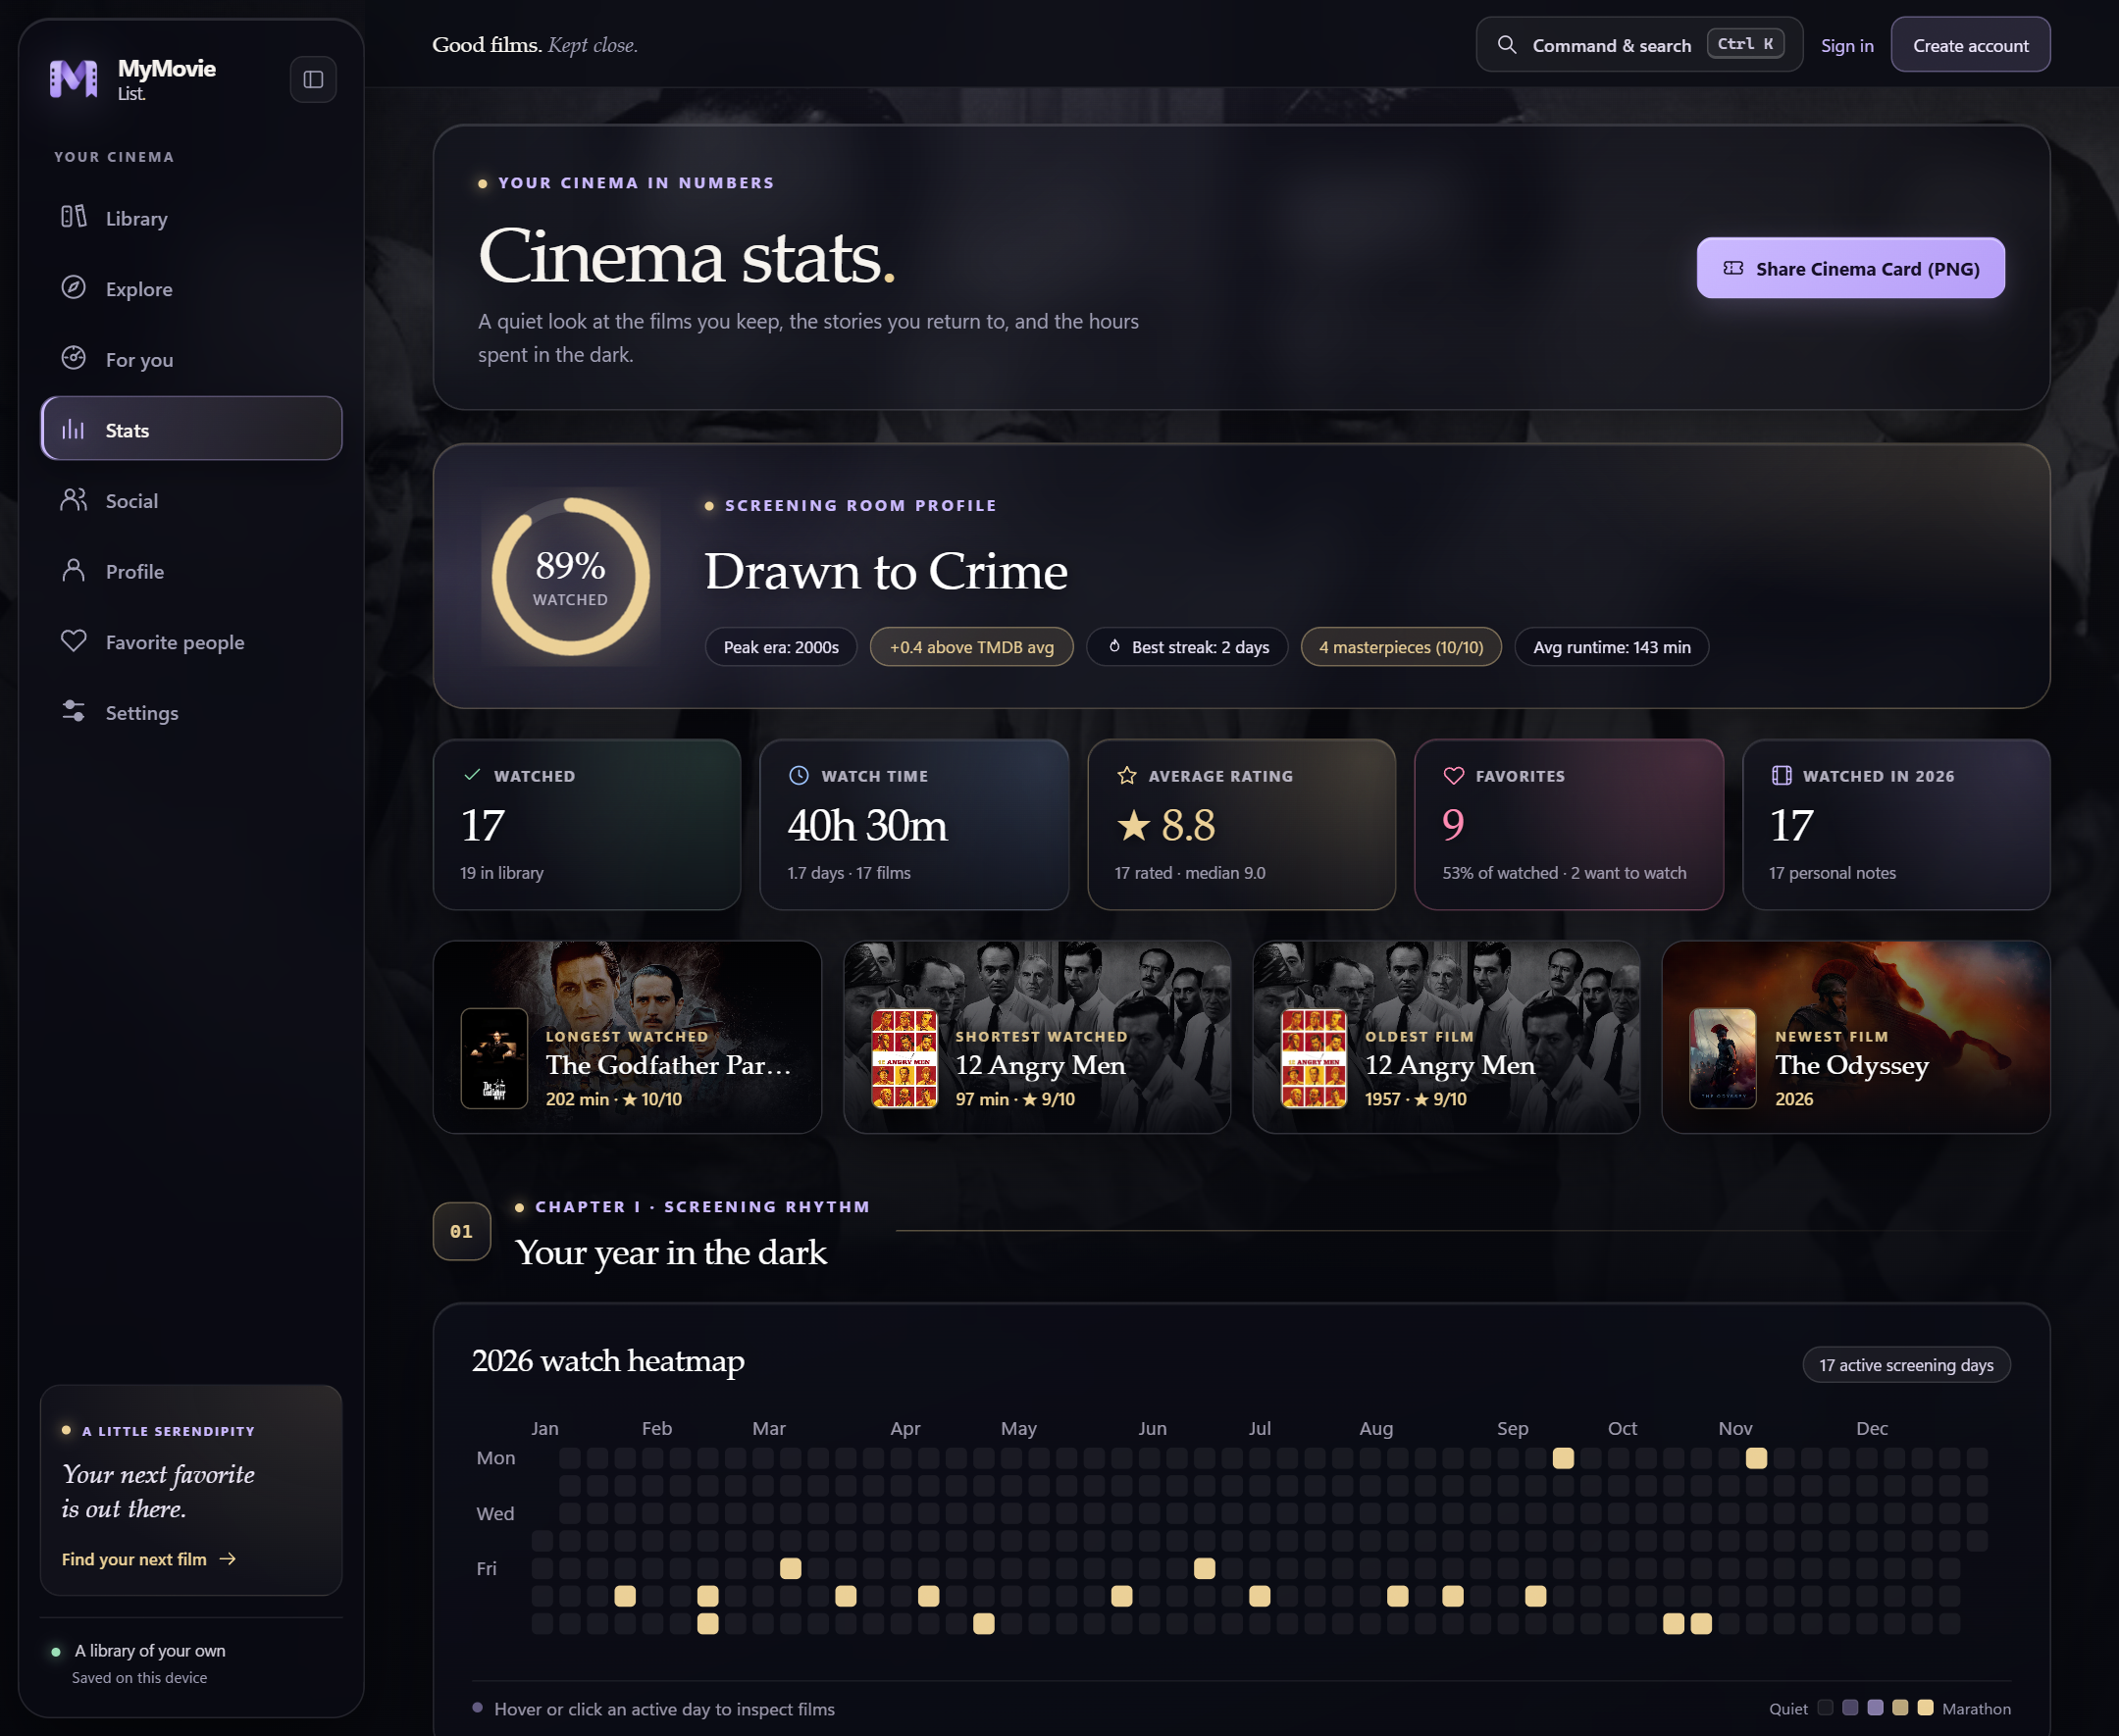 MyMovie
List.
YOUR CINEMA
Library
Explore
For you
Stats
Social
Profile
Favorite people
Settings
A LITTLE SERENDIPITY
Your next favorite
is out there.
Find your next film
A library of your own
Saved on this device
Good films. Kept close.
Command & search Ctrl K
Sign in
Create account
YOUR CINEMA IN NUMBERS
Cinema stats.
A quiet look at the films you keep, the stories you return to, and the hours
spent in the dark.
Share Cinema Card (PNG)
89%
WATCHED
SCREENING ROOM PROFILE
Drawn to Crime
Peak era: 2000s
+0.4 above TMDB avg
Best streak: 2 days
4 masterpieces (10/10)
Avg runtime: 143 min
WATCHED
17
19 in library
WATCH TIME
40h 30m
1.7 days · 17 films
AVERAGE RATING
★ 8.8
17 rated · median 9.0
FAVORITES
9
53% of watched · 2 want to watch
WATCHED IN 2026
17
17 personal notes
LONGEST WATCHED
The Godfather Par...
202 min · ★ 10/10
12 ANGRY MEN
SHORTEST WATCHED
12 Angry Men
97 min · ★ 9/10
12 ANGRY MEN
OLDEST FILM
12 Angry Men
1957 · ★ 9/10
THE ODYSSEY
NEWEST FILM
The Odyssey
2026
01
CHAPTER I · SCREENING RHYTHM
Your year in the dark
2026 watch heatmap
17 active screening days
Jan Feb Mar Apr May Jun Jul Aug Sep Oct Nov Dec
Mon
Wed
Fri
Hover or click an active day to inspect films
Quiet
Marathon